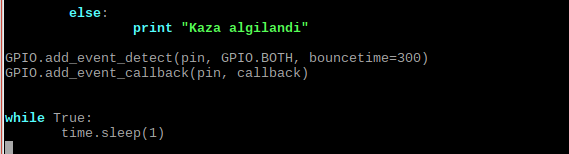 else:
print "Kaza algilandi"
GPIO.add_event_detect(pin, GPIO.BOTH, bouncetime=300)
GPIO.add_event_callback(pin, callback)
while True:
time.sleep(1)